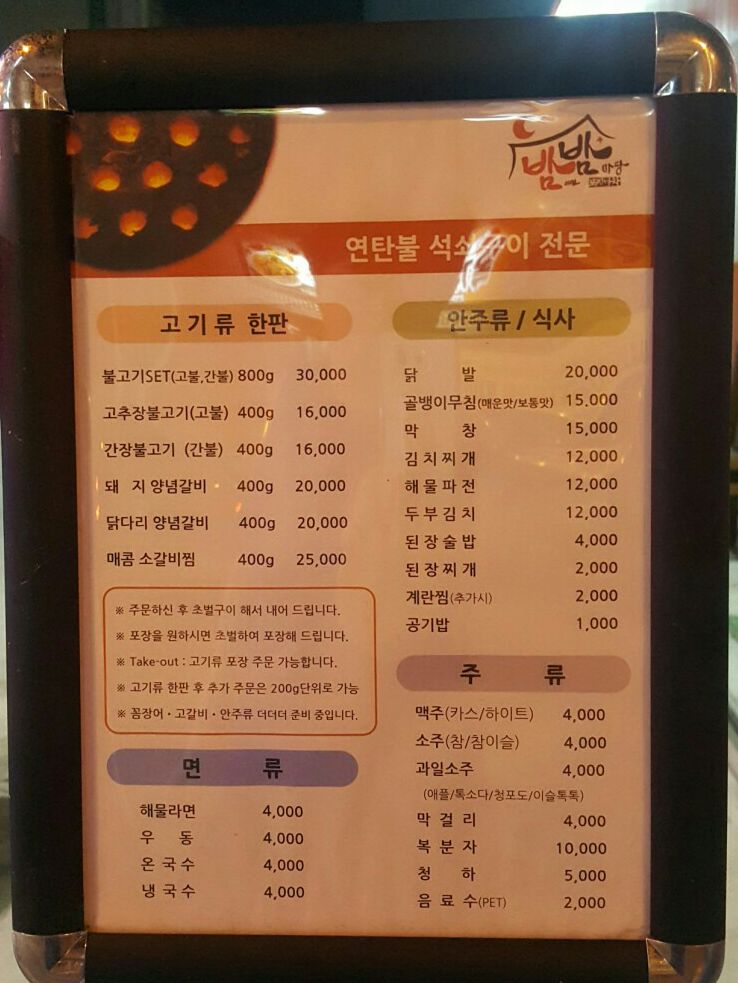 밤밤 마당
연탄불 석쇠구이 전문
고기류 한판
불고기SET(고불,간불) 800g 30,000
고추장불고기(고불) 400g 16,000
간장불고기 (간불) 400g 16,000
돼 지 양념갈비 400g 20,000
닭다리 양념갈비 400g 20,000
매콤 소갈비찜 400g 25,000
※ 주문하신 후 초벌구이 해서 내어 드립니다.
※ 포장을 원하시면 초벌하여 포장해 드립니다.
※ Take-out : 고기류 포장 주문 가능합니다.
※ 고기류 한판 후 추가 주문은 200g단위로 가능
※ 꼼장어·고갈비·안주류 더더더 준비 중입니다.
면 류
해물라면 4,000
우 동 4,000
온 국 수 4,000
냉 국 수 4,000
안주류 / 식사
닭 발 20,000
골뱅이무침(매운맛/보통맛) 15.000
막 창 15,000
김 치 찌 개 12,000
해 물 파 전 12,000
두 부 김 치 12,000
된 장 술 밥 4,000
된 장 찌 개 2,000
계란찜(추가시) 2,000
공기밥 1,000
주 류
맥주(카스/하이트) 4,000
소주(참/참이슬) 4,000
과일소주 4,000
(애플/톡소다/청포도/이슬톡톡)
막 걸 리 4,000
복 분 자 10,000
청 하 5,000
음 료 수(PET) 2,000